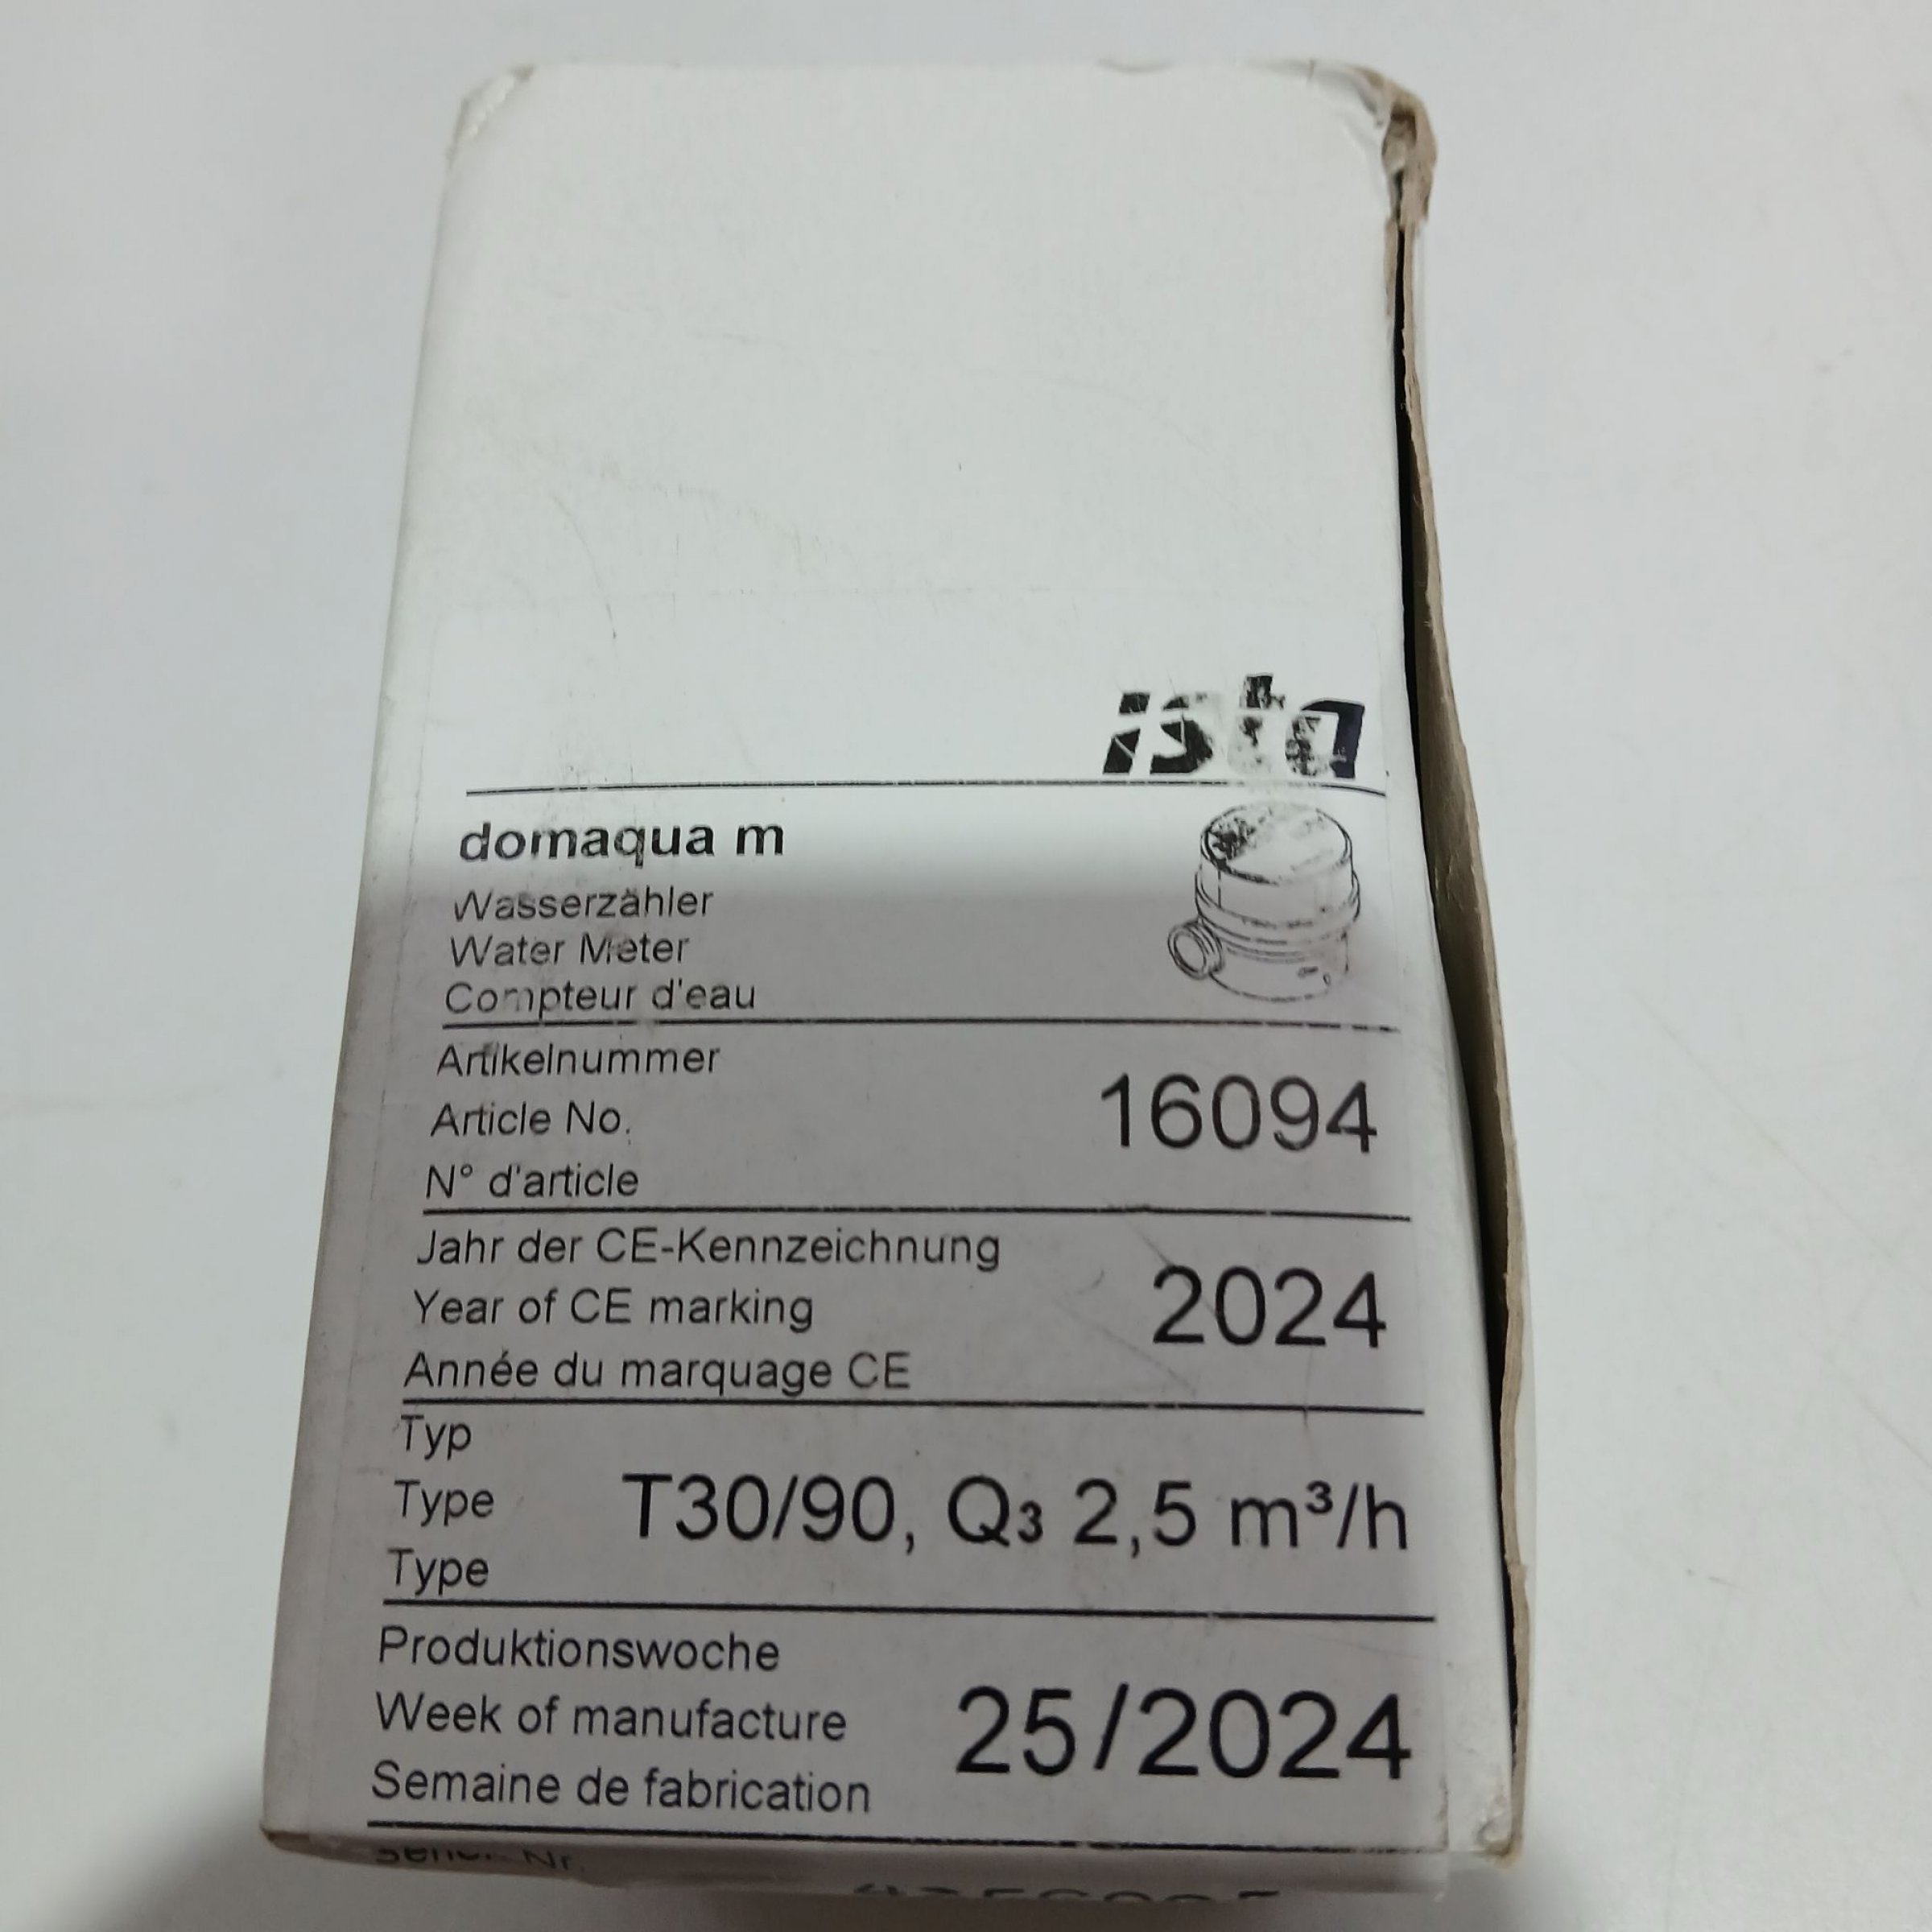 ista
domaqua m
Wasserzähler
Water Meter
Compteur d'eau
Artikelnummer
Article No.
N° d'article
16094
Jahr der CE-Kennzeichnung
Year of CE marking
Année du marquage CE
2024
Typ
Type
Type
T30/90, Q₃ 2,5 m³/h
Produktionswoche
Week of manufacture
Semaine de fabrication
25/2024
Nr.